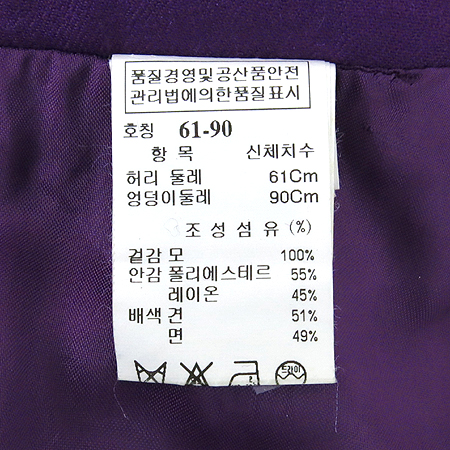 품질경영및공산품안전
관리법에의한품질표시
호칭 61-90
항 목 신체치수
허리 둘레 61Cm
엉덩이둘레 90Cm
조성섬유 (%)
겉감 모 100%
안감 폴리에스테르 55%
레이온 45%
배색 견 51%
면 49%
드라이